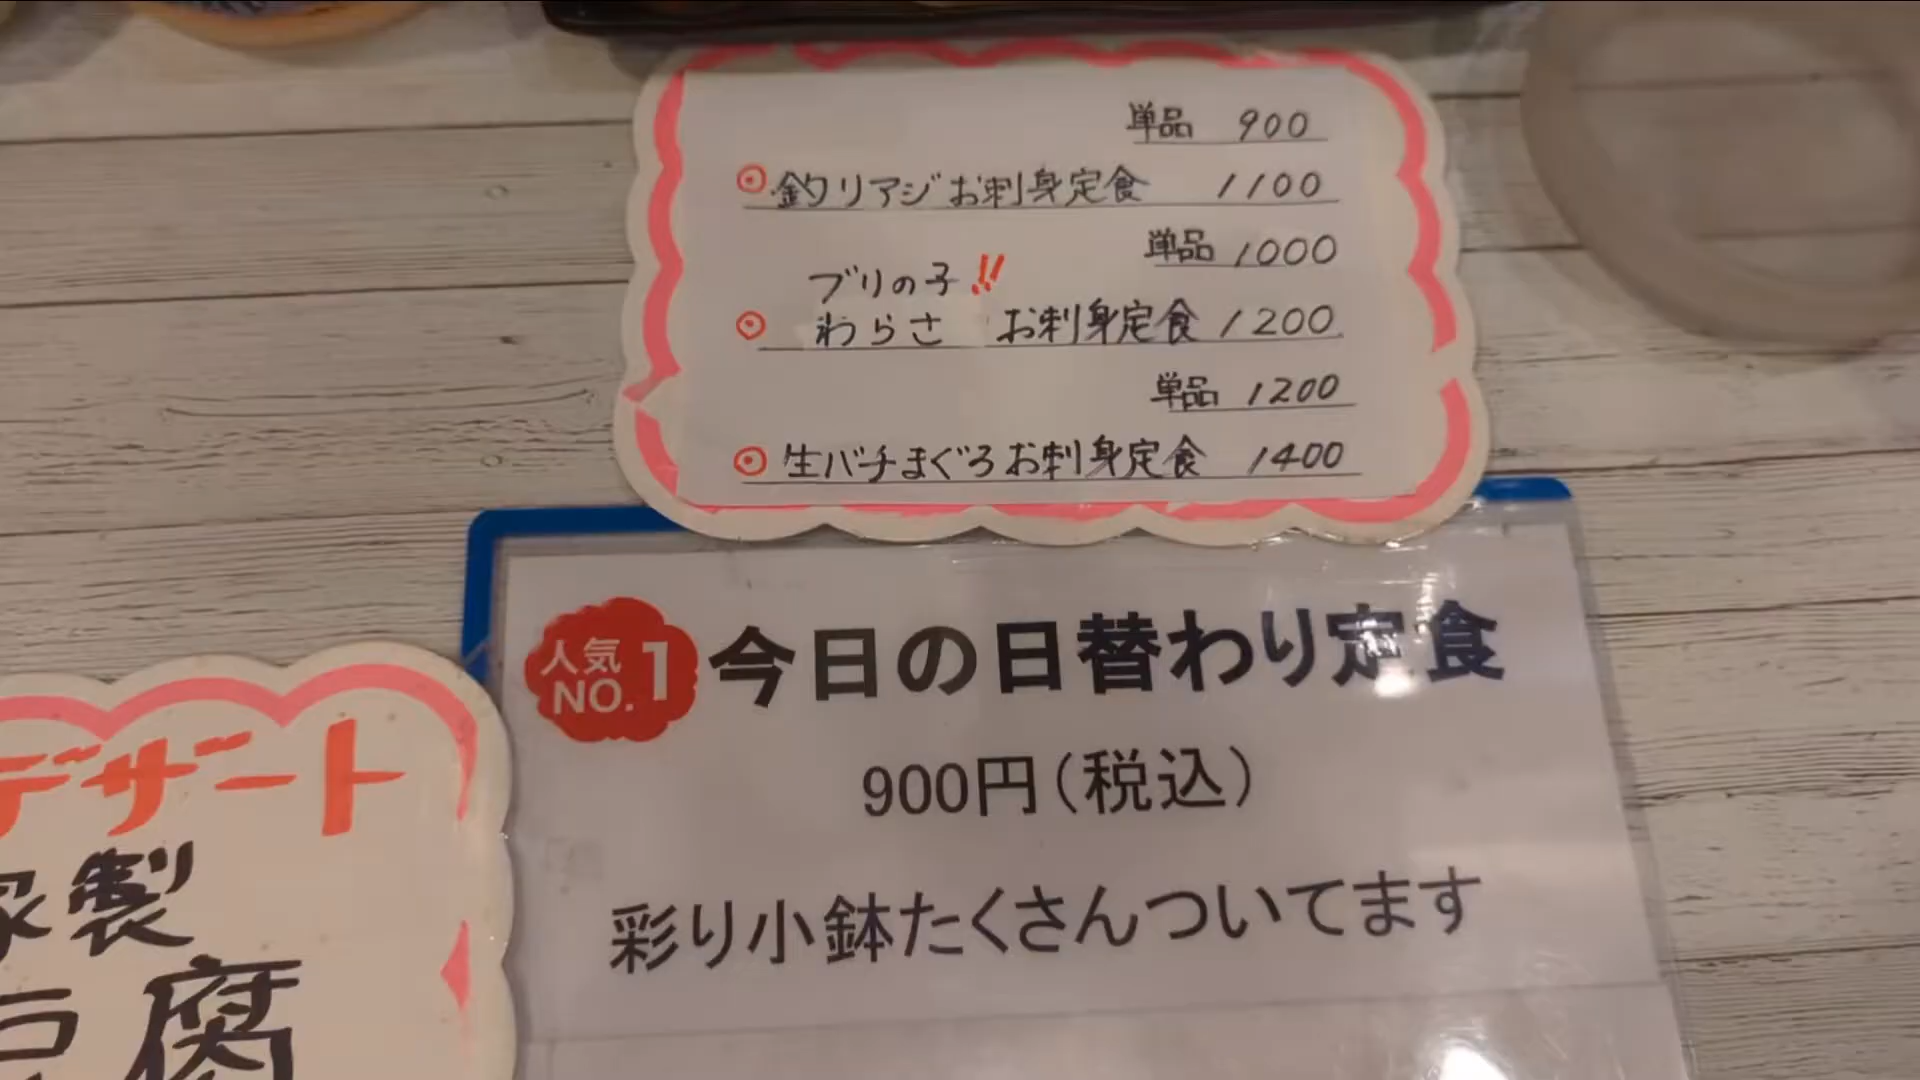 単品 900
釣りアジお刺身定食 1100
単品 1000
ブリの子!!
わらさ お刺身定食 1200
単品 1200
生バチまぐろお刺身定食 1400
人気
NO.1
今日の日替わり定食
900円(税込)
彩り小鉢たくさんついてます
デザート
家製
腐